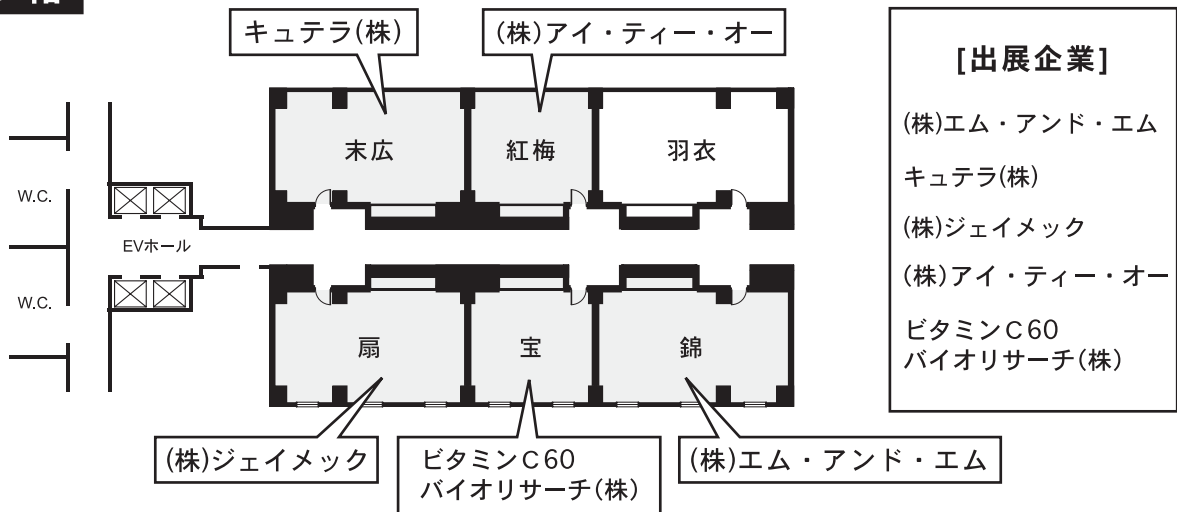 キュテラ(株)
(株)アイ・ティー・オー
[出展企業]
(株)エム・アンド・エム
キュテラ(株)
(株)ジェイメック
(株)アイ・ティー・オー
ビタミンC60
バイオリサーチ(株)
末広
紅梅
羽衣
W.C.
EVホール
W.C.
扇
宝
錦
(株)ジェイメック
ビタミンC60
バイオリサーチ(株)
(株)エム・アンド・エム